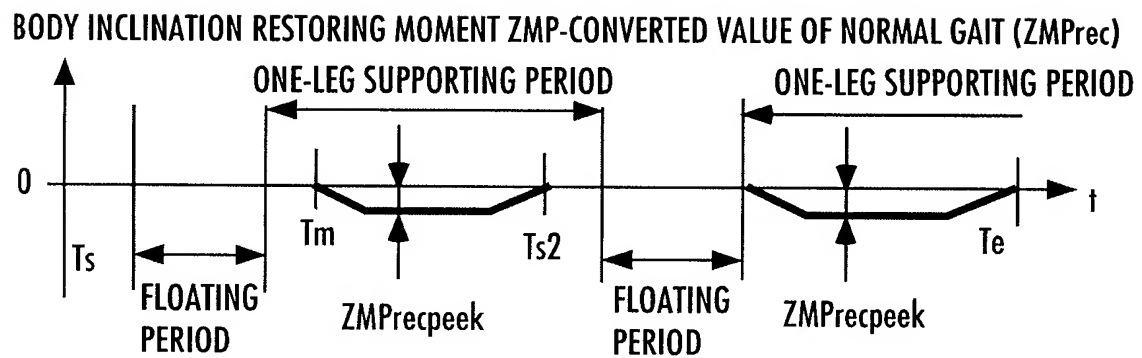 BODY INCLINATION RESTORING MOMENT ZMP-CONVERTED VALUE OF NORMAL GAIT (ZMPrec)
ONE-LEG SUPPORTING PERIOD
ONE-LEG SUPPORTING PERIOD
0
t
Ts
Tm
Ts2
Te
FLOATING
PERIOD
ZMPrecpeek
FLOATING
PERIOD
ZMPrecpeek